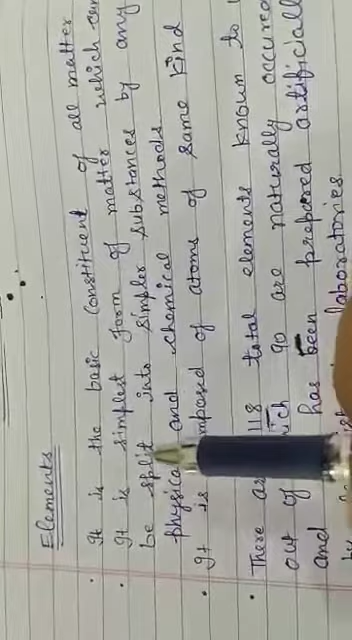 Elements
• It is the basic constituent of all matter
• It is simplest form of matter which can
be split into simpler substances by any
physical and chemical methods
• It is composed of atoms of same kind
• There are 118 total elements known to
out of which 90 are naturally occured
and has been prepared artificially
by laboratories.